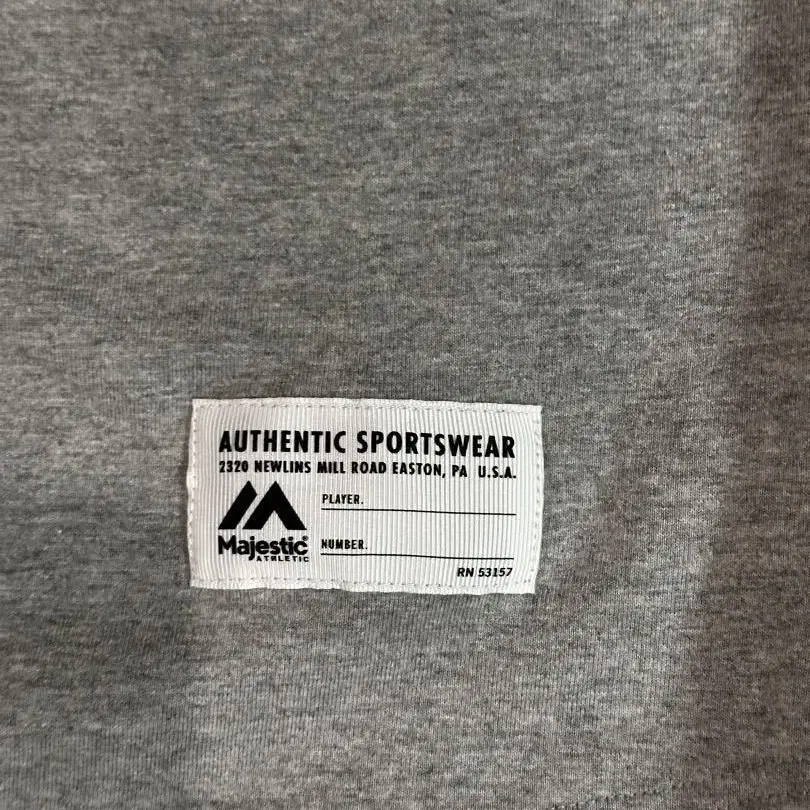 AUTHENTIC SPORTSWEAR
2320 NEWLINS MILL ROAD EASTON, PA U.S.A.
PLAYER.
NUMBER.
Majestic®
ATHLETIC
RN 53157